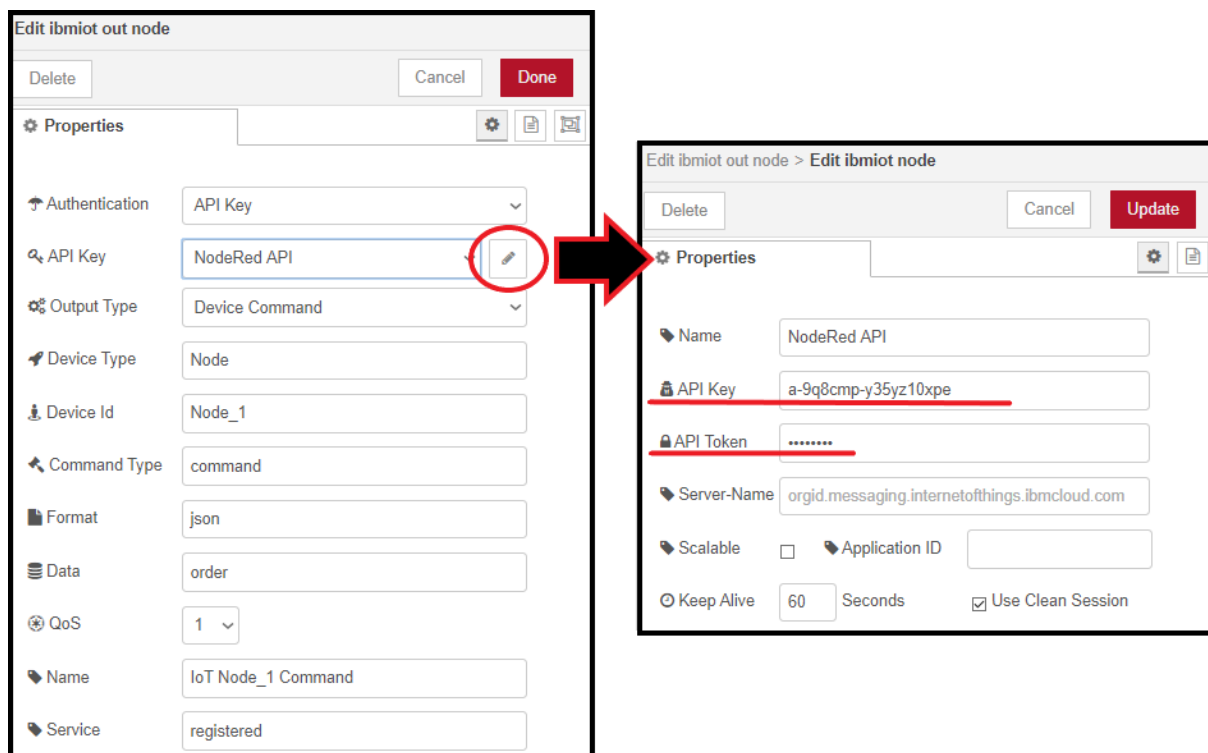 Edit ibmiot out node
Delete Cancel Done
Properties
Authentication API Key
API Key NodeRed API
Output Type Device Command
Device Type Node
Device Id Node_1
Command Type command
Format json
Data order
QoS 1
Name IoT Node_1 Command
Service registered
Edit ibmiot out node > Edit ibmiot node
Delete Cancel Update
Properties
Name NodeRed API
API Key a-9q8cmp-y35yz10xpe
API Token ••••••••
Server-Name orgid.messaging.internetofthings.ibmcloud.com
Scalable Application ID
Keep Alive 60 Seconds Use Clean Session